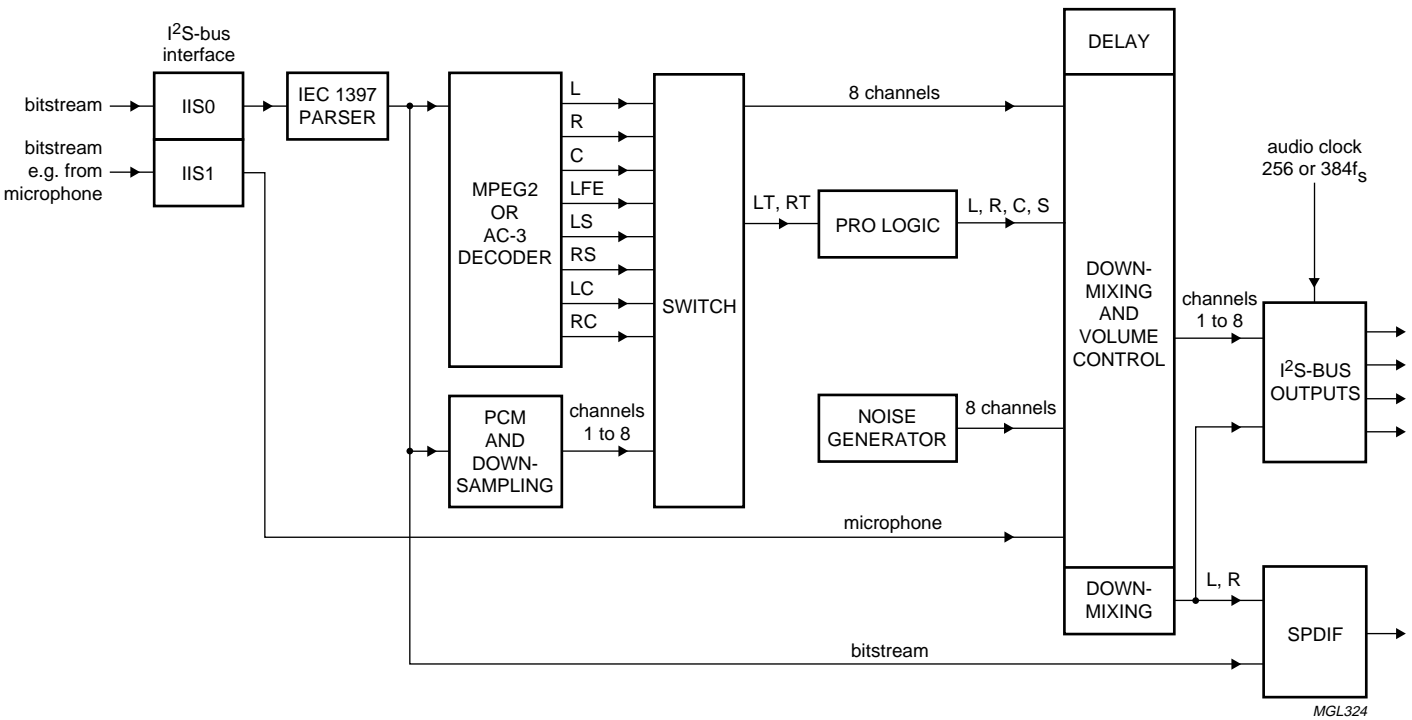 I²S-bus
interface
bitstream
IIS0
bitstream
e.g. from
microphone
IIS1
IEC 1397
PARSER
MPEG2
OR
AC-3
DECODER
L
R
C
LFE
LS
RS
LC
RC
PCM
AND
DOWN-
SAMPLING
channels
1 to 8
SWITCH
8 channels
LT, RT
PRO LOGIC
L, R, C, S
NOISE
GENERATOR
8 channels
microphone
bitstream
DELAY
DOWN-
MIXING
AND
VOLUME
CONTROL
DOWN-
MIXING
channels
1 to 8
L, R
audio clock
256 or 384fs
I²S-BUS
OUTPUTS
SPDIF
MGL324